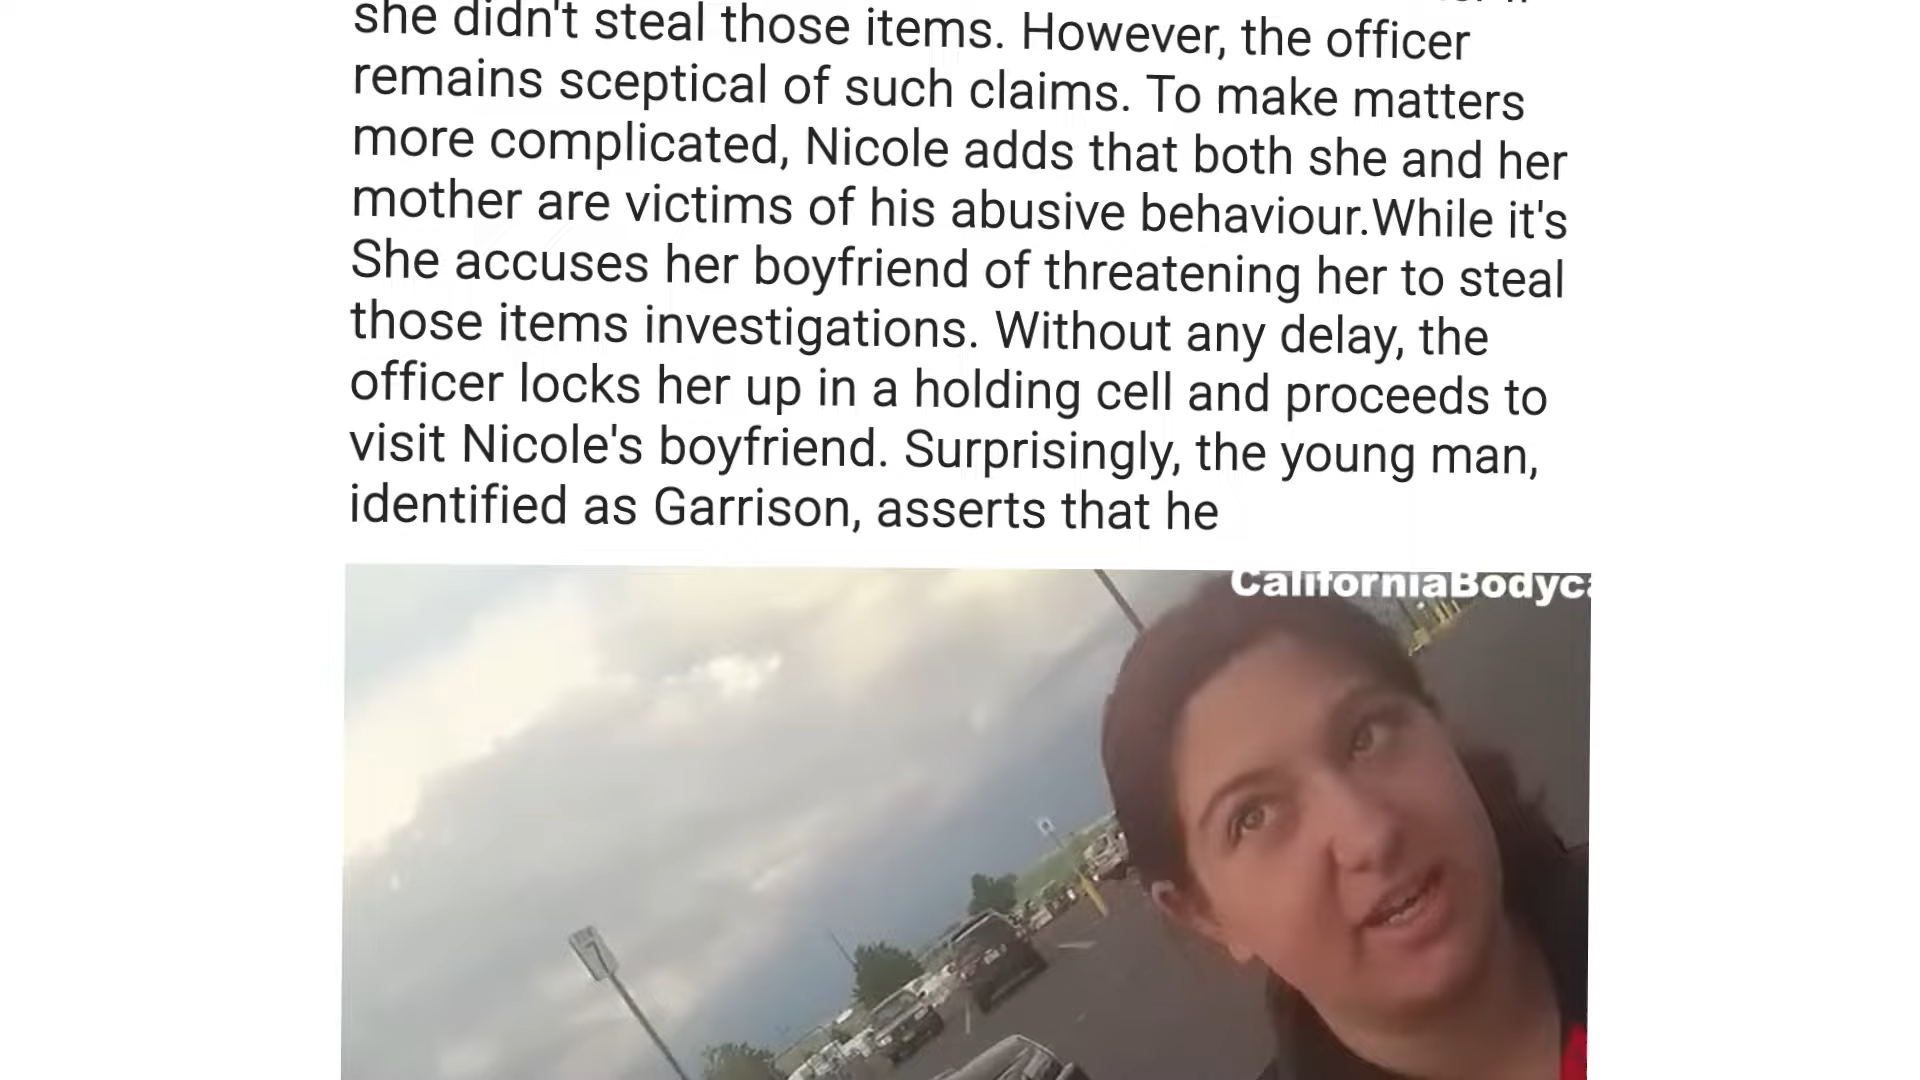 she didn't steal those items. However, the officer
remains sceptical of such claims. To make matters
more complicated, Nicole adds that both she and her
mother are victims of his abusive behaviour.While it's
She accuses her boyfriend of threatening her to steal
those items investigations. Without any delay, the
officer locks her up in a holding cell and proceeds to
visit Nicole's boyfriend. Surprisingly, the young man,
identified as Garrison, asserts that he
CaliforniaBodyca